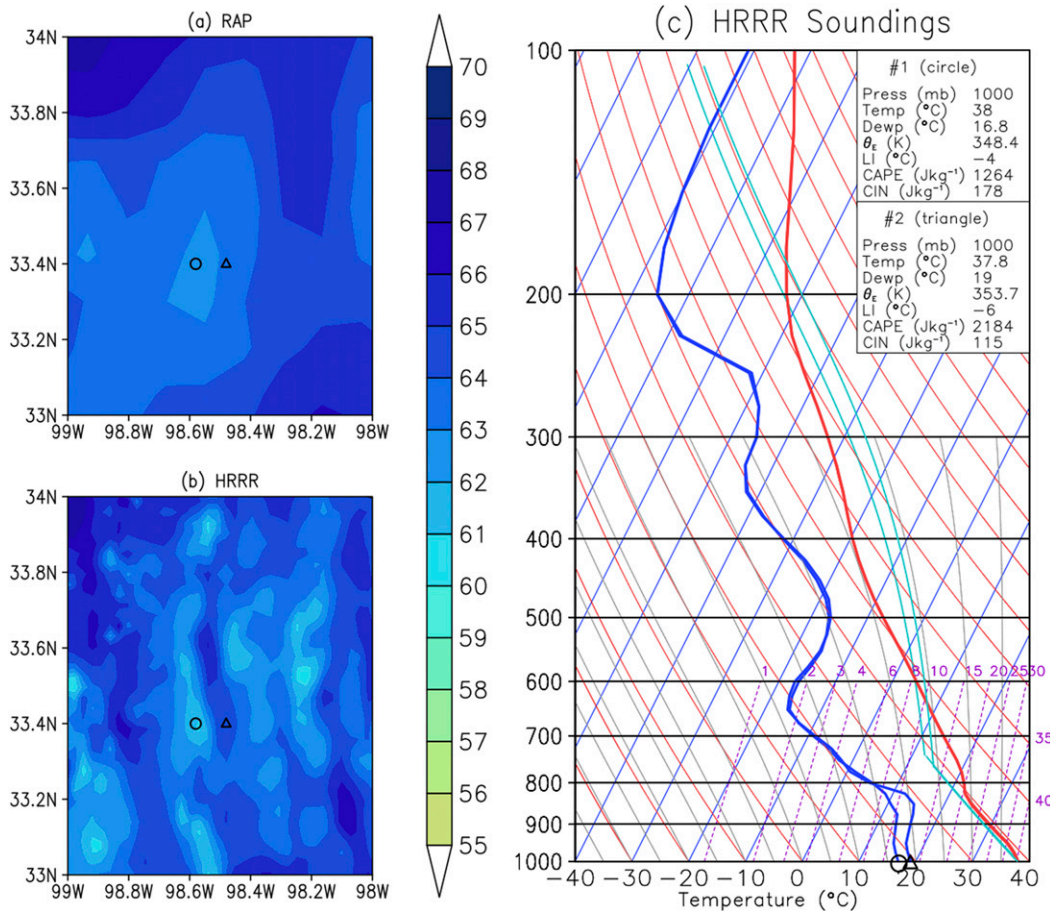 (a) RAP
34N
33.8N
33.6N
33.4N
33.2N
33N
99W 98.8W 98.6W 98.4W 98.2W 98W
(b) HRRR
34N
33.8N
33.6N
33.4N
33.2N
33N
99W 98.8W 98.6W 98.4W 98.2W 98W
70
69
68
67
66
65
64
63
62
61
60
59
58
57
56
55
(c) HRRR Soundings
100
200
300
400
500
600
700
800
900
1000
#1 (circle)
Press (mb) 1000
Temp (°C) 38
Dewp (°C) 16.8
θE (K) 348.4
LI (°C) −4
CAPE (Jkg⁻¹) 1264
CIN (Jkg⁻¹) 178
#2 (triangle)
Press (mb) 1000
Temp (°C) 37.8
Dewp (°C) 19
θE (K) 353.7
LI (°C) −6
CAPE (Jkg⁻¹) 2184
CIN (Jkg⁻¹) 115
1 2 3 4 6 8 10 15 20 25 30
35
40
−40 −30 −20 −10 0 10 20 30 40
Temperature (°C)